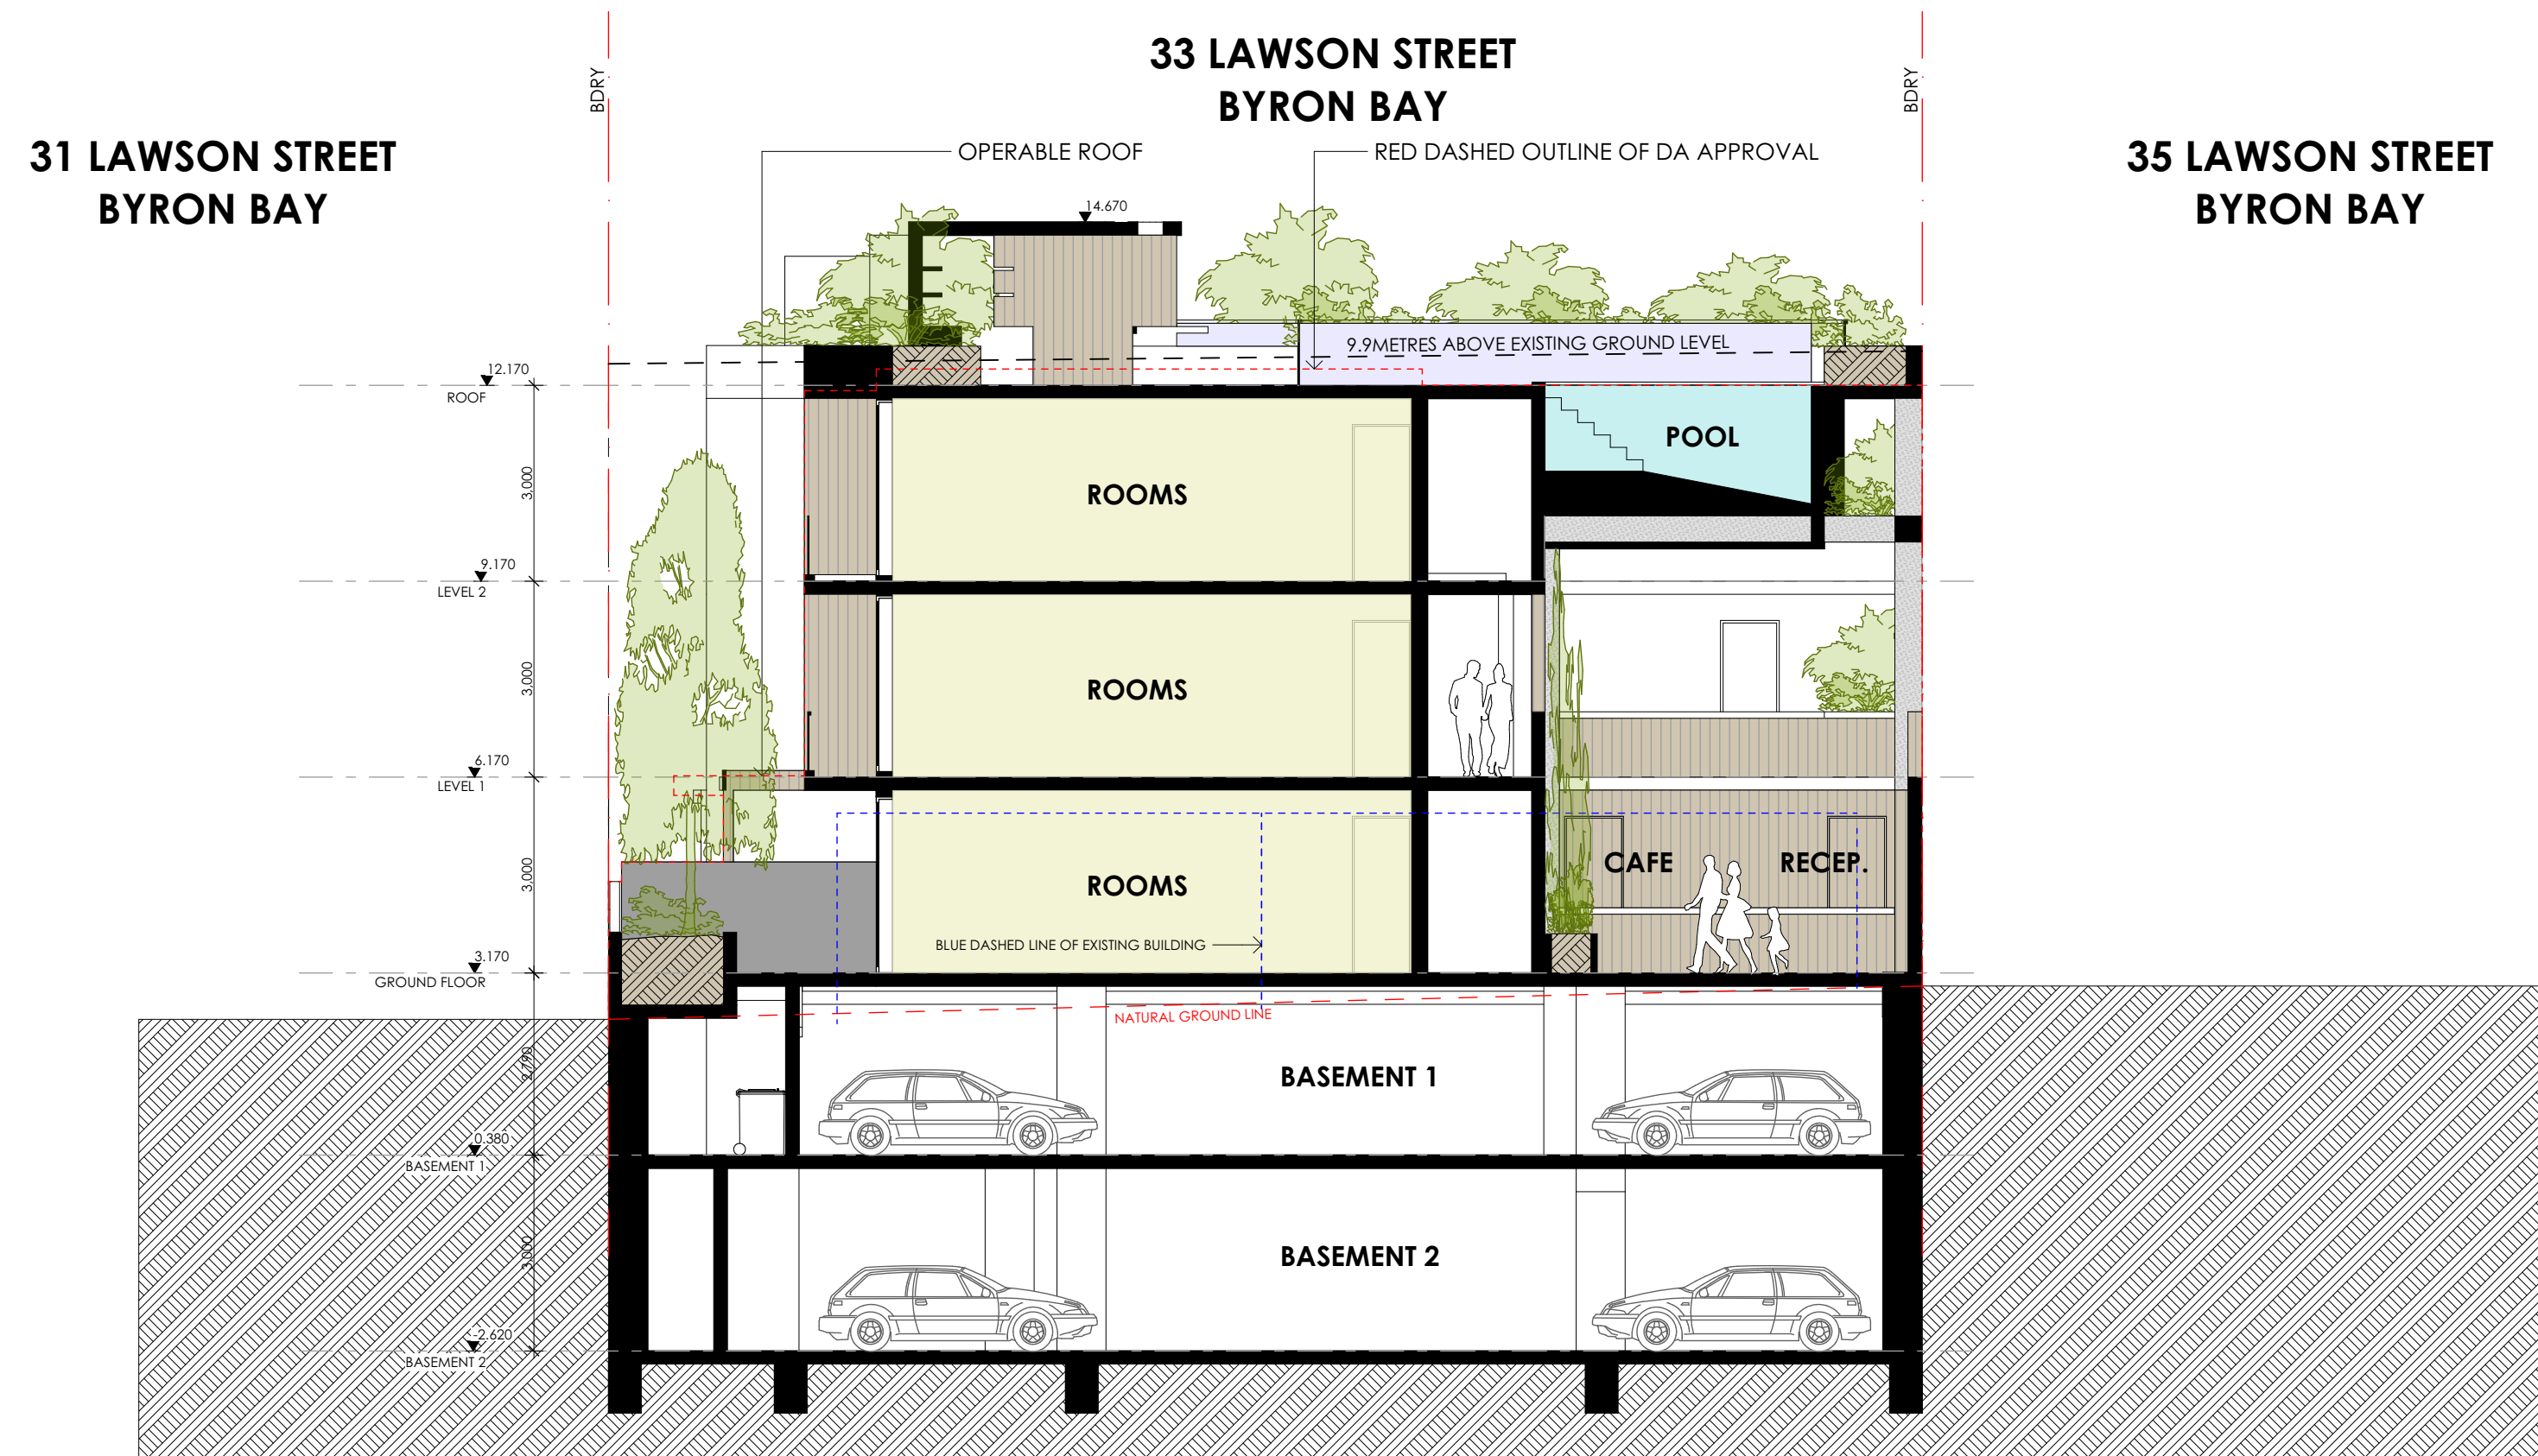 33 LAWSON STREET
BYRON BAY
BDRY
BDRY
31 LAWSON STREET
BYRON BAY
35 LAWSON STREET
BYRON BAY
OPERABLE ROOF
RED DASHED OUTLINE OF DA APPROVAL
14.670
9.9METRES ABOVE EXISTING GROUND LEVEL
12.170
ROOF
POOL
3.000
ROOMS
9.170
LEVEL 2
3.000
ROOMS
6.170
LEVEL 1
3.000
ROOMS
CAFE
RECEP.
BLUE DASHED LINE OF EXISTING BUILDING
3.170
GROUND FLOOR
NATURAL GROUND LINE
2.790
BASEMENT 1
0.380
BASEMENT 1
3.000
BASEMENT 2
-2.620
BASEMENT 2